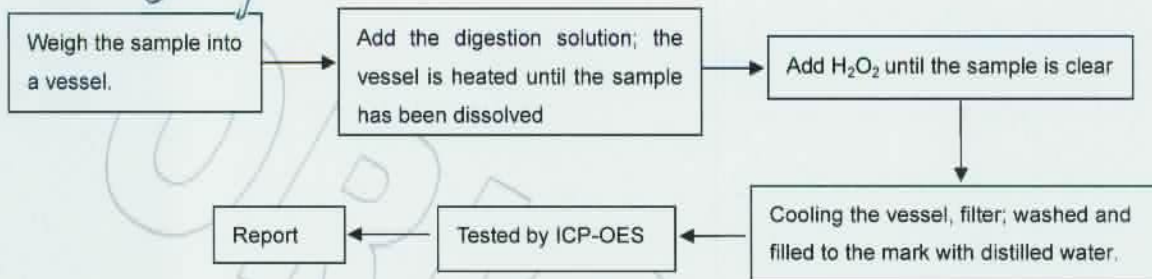 Weigh the sample into
a vessel.
Add the digestion solution; the
vessel is heated until the sample
has been dissolved
Add H₂O₂ until the sample is clear
Cooling the vessel, filter; washed and
filled to the mark with distilled water.
Tested by ICP-OES
Report